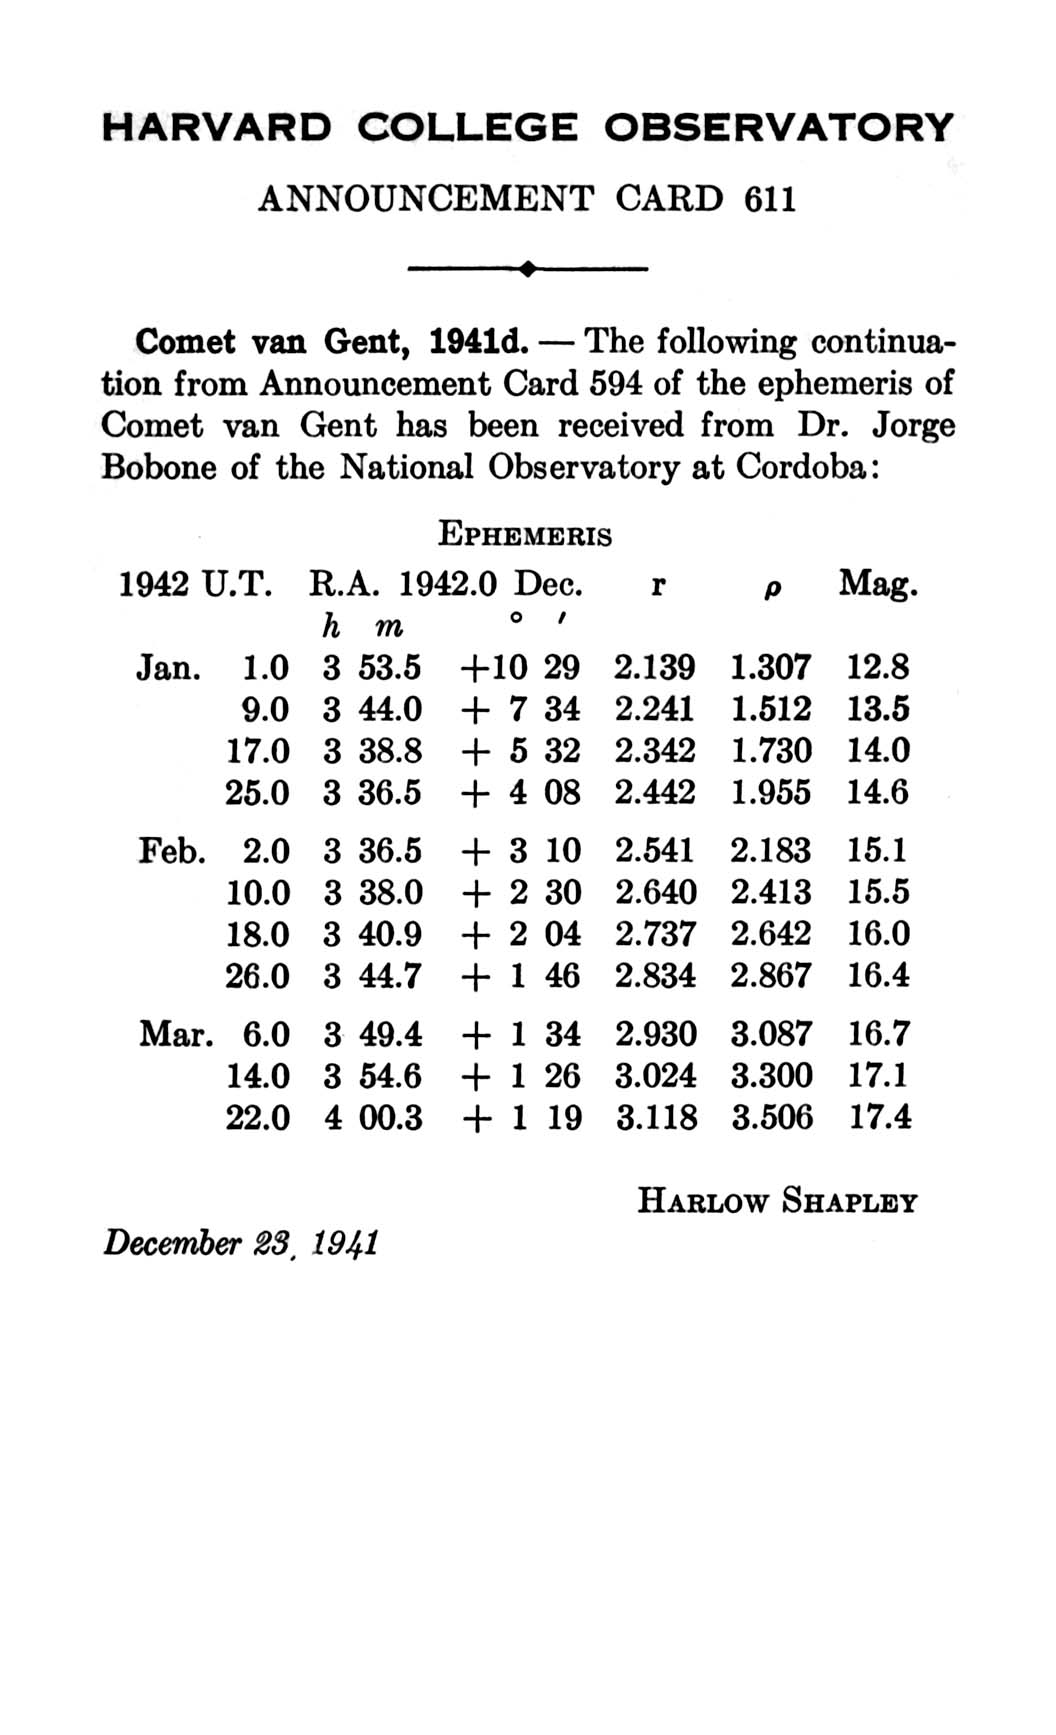 HARVARD COLLEGE OBSERVATORY
ANNOUNCEMENT CARD 611
Comet van Gent, 1941d. — The following continua-
tion from Announcement Card 594 of the ephemeris of
Comet van Gent has been received from Dr. Jorge
Bobone of the National Observatory at Cordoba:
EPHEMERIS
1942 U.T. R.A. 1942.0 Dec. r ρ Mag.
h m ° ′
Jan. 1.0 3 53.5 +10 29 2.139 1.307 12.8
9.0 3 44.0 + 7 34 2.241 1.512 13.5
17.0 3 38.8 + 5 32 2.342 1.730 14.0
25.0 3 36.5 + 4 08 2.442 1.955 14.6
Feb. 2.0 3 36.5 + 3 10 2.541 2.183 15.1
10.0 3 38.0 + 2 30 2.640 2.413 15.5
18.0 3 40.9 + 2 04 2.737 2.642 16.0
26.0 3 44.7 + 1 46 2.834 2.867 16.4
Mar. 6.0 3 49.4 + 1 34 2.930 3.087 16.7
14.0 3 54.6 + 1 26 3.024 3.300 17.1
22.0 4 00.3 + 1 19 3.118 3.506 17.4
HARLOW SHAPLEY
December 23, 1941